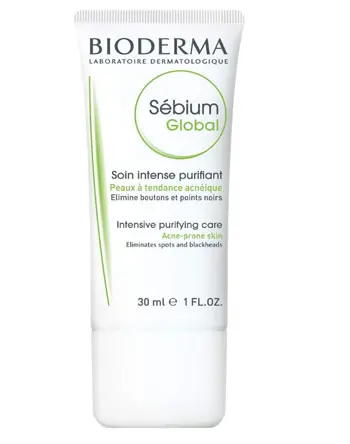 BIODERMA
LABORATOIRE DERMATOLOGIQUE
Sébium
Global
Soin intense purifiant
Peaux à tendance acnéique
Elimine boutons et points noirs
Intensive purifying care
Acne-prone skin
Eliminates spots and blackheads
30 ml ℮ 1 FL.OZ.